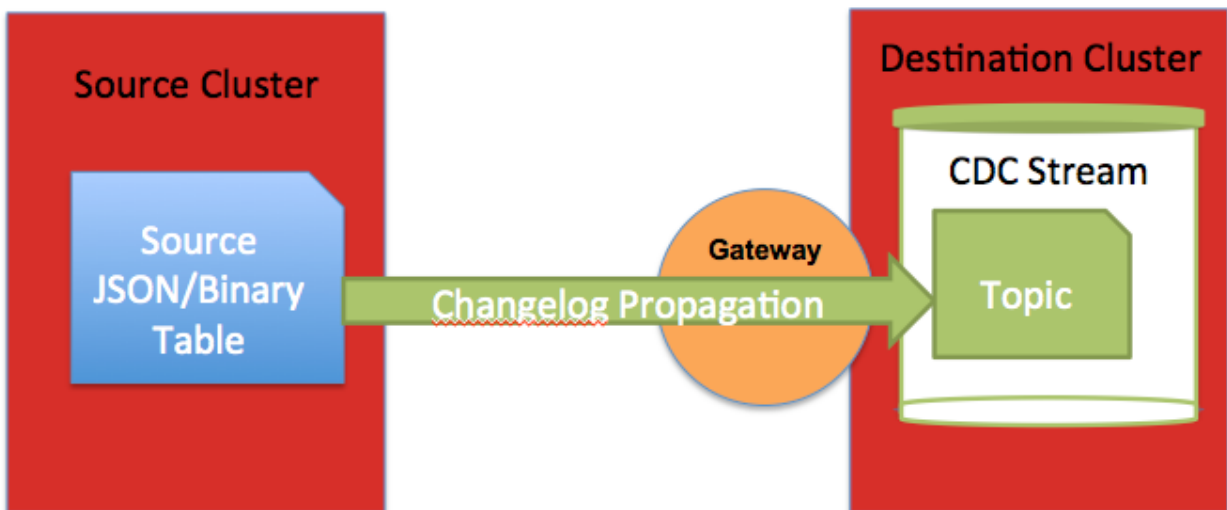 Source Cluster
Source
JSON/Binary
Table
Gateway
Changelog Propagation
Destination Cluster
CDC Stream
Topic